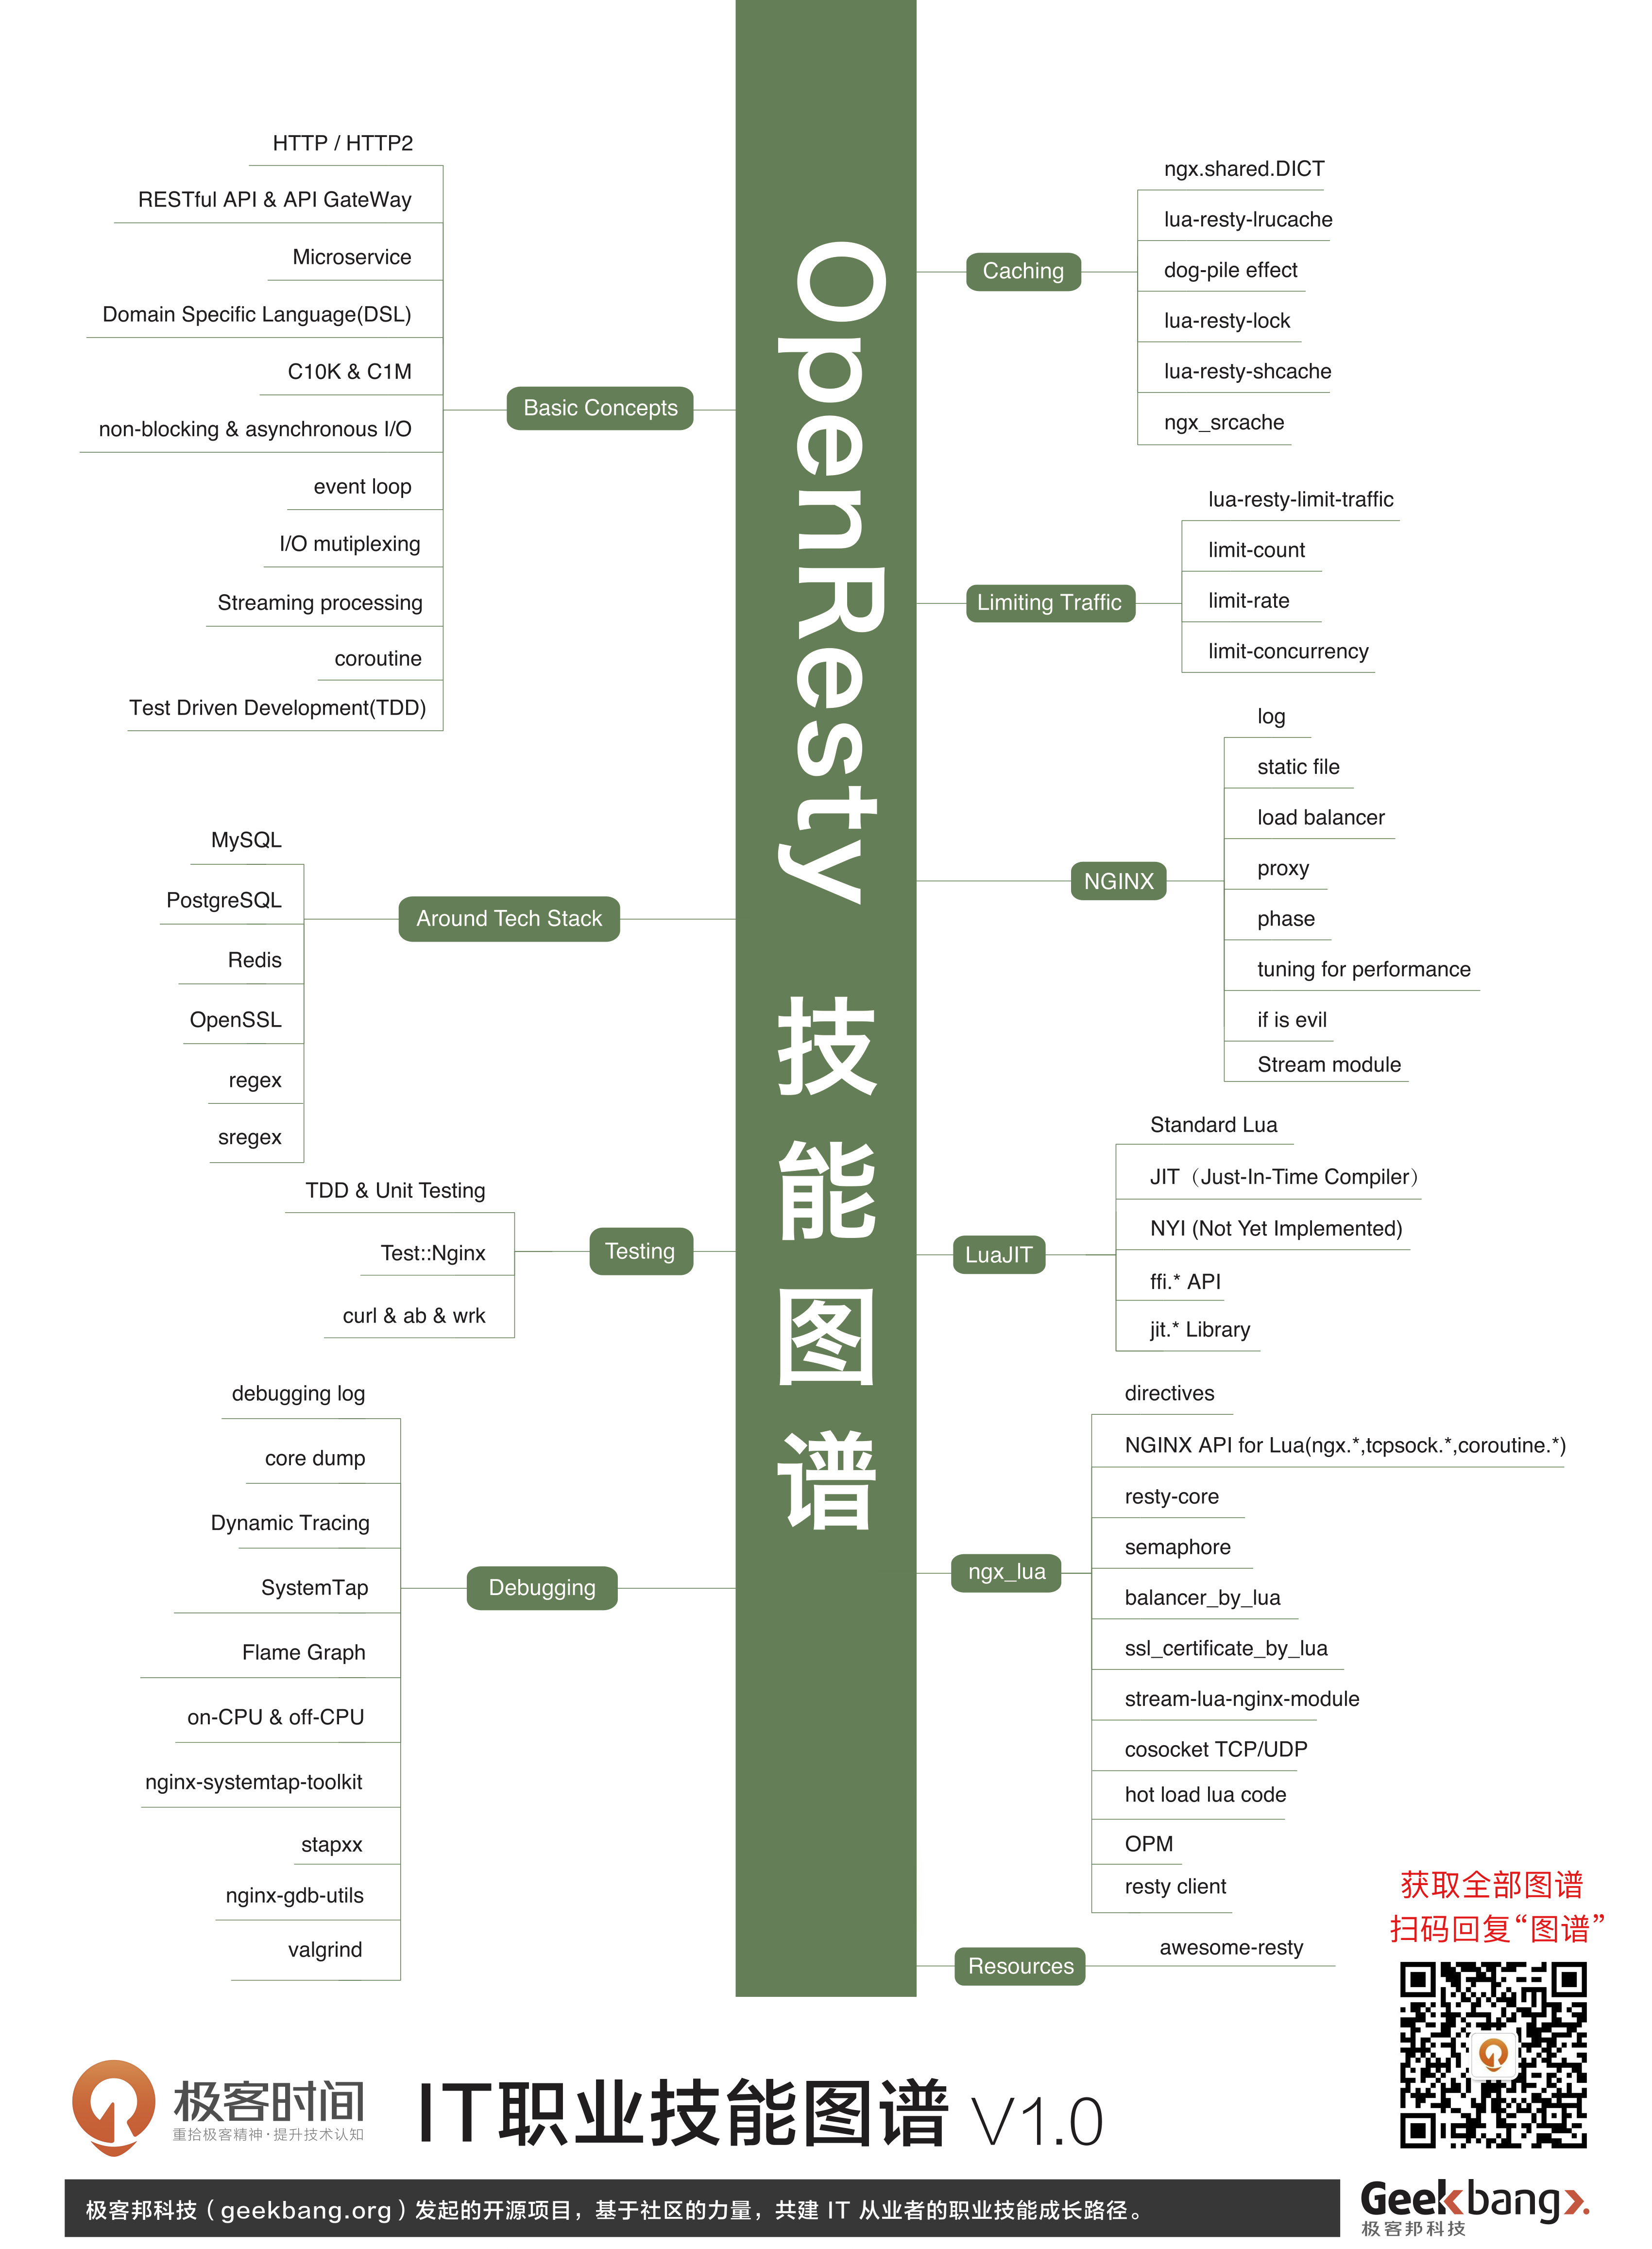 OpenResty 技能图谱
Basic Concepts
HTTP / HTTP2
RESTful API & API GateWay
Microservice
Domain Specific Language(DSL)
C10K & C1M
non-blocking & asynchronous I/O
event loop
I/O mutiplexing
Streaming processing
coroutine
Test Driven Development(TDD)
Around Tech Stack
MySQL
PostgreSQL
Redis
OpenSSL
regex
sregex
Testing
TDD & Unit Testing
Test::Nginx
curl & ab & wrk
Debugging
debugging log
core dump
Dynamic Tracing
SystemTap
Flame Graph
on-CPU & off-CPU
nginx-systemtap-toolkit
stapxx
nginx-gdb-utils
valgrind
Caching
ngx.shared.DICT
lua-resty-lrucache
dog-pile effect
lua-resty-lock
lua-resty-shcache
ngx_srcache
Limiting Traffic
lua-resty-limit-traffic
limit-count
limit-rate
limit-concurrency
NGINX
log
static file
load balancer
proxy
phase
tuning for performance
if is evil
Stream module
LuaJIT
Standard Lua
JIT（Just-In-Time Compiler）
NYI (Not Yet Implemented)
ffi.* API
jit.* Library
ngx_lua
directives
NGINX API for Lua(ngx.*,tcpsock.*,coroutine.*)
resty-core
semaphore
balancer_by_lua
ssl_certificate_by_lua
stream-lua-nginx-module
cosocket TCP/UDP
hot load lua code
OPM
resty client
Resources
awesome-resty
获取全部图谱
扫码回复“图谱”
极客时间
重拾极客精神·提升技术认知
IT职业技能图谱 V1.0
极客邦科技（geekbang.org）发起的开源项目，基于社区的力量，共建 IT 从业者的职业技能成长路径。
Geekbang>.
极客邦科技